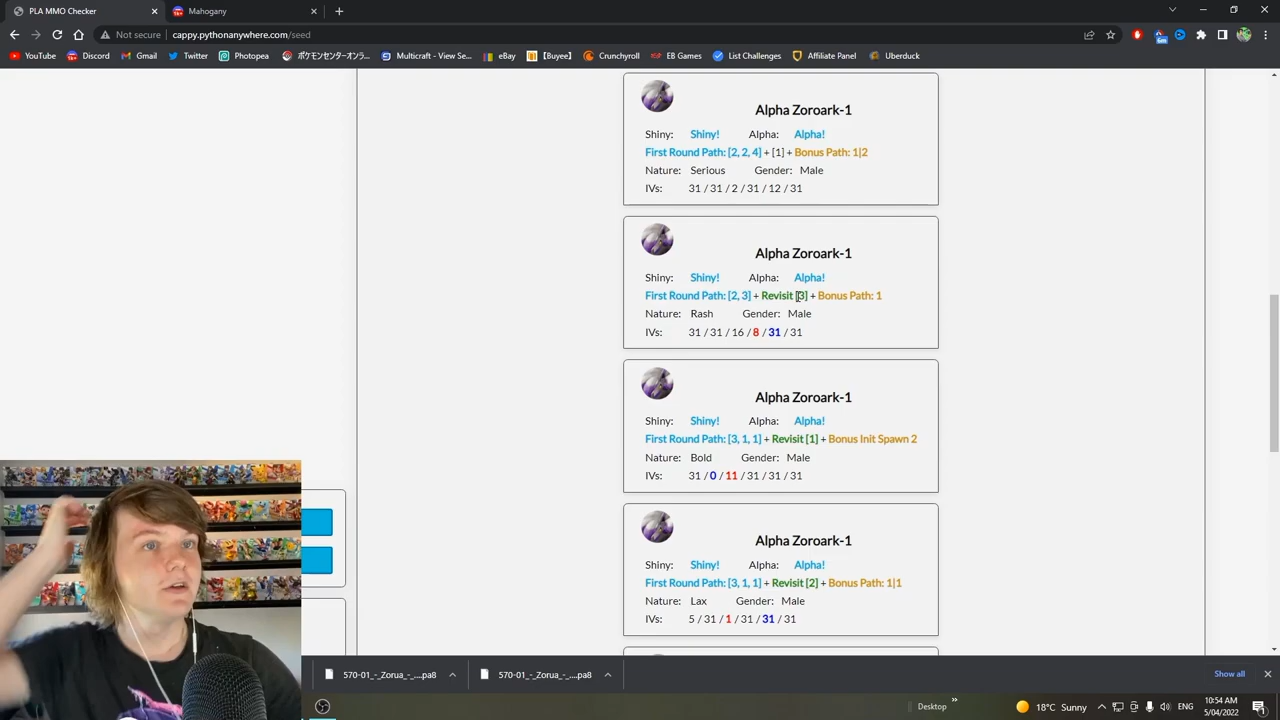 PLA MMO Checker
Mahogany
Not secure
cappy.pythonanywhere.com/seed
YouTube
Discord
Gmail
Twitter
Photopea
ポケモンセンターオンラ...
Multicraft - View Se...
eBay
[Buyee]
Crunchyroll
EB Games
List Challenges
Affiliate Panel
Uberduck
Alpha Zoroark-1
Shiny: Shiny! Alpha: Alpha!
First Round Path: [2, 2, 4] + [1] + Bonus Path: 1|2
Nature: Serious Gender: Male
IVs: 31 / 31 / 2 / 31 / 12 / 31
Alpha Zoroark-1
Shiny: Shiny! Alpha: Alpha!
First Round Path: [2, 3] + Revisit [3] + Bonus Path: 1
Nature: Rash Gender: Male
IVs: 31 / 31 / 16 / 8 / 31 / 31
Alpha Zoroark-1
Shiny: Shiny! Alpha: Alpha!
First Round Path: [3, 1, 1] + Revisit [1] + Bonus Init Spawn 2
Nature: Bold Gender: Male
IVs: 31 / 0 / 11 / 31 / 31 / 31
Alpha Zoroark-1
Shiny: Shiny! Alpha: Alpha!
First Round Path: [3, 1, 1] + Revisit [2] + Bonus Path: 1|1
Nature: Lax Gender: Male
IVs: 5 / 31 / 1 / 31 / 31 / 31
570-01_-_Zorua_-_....pa8
570-01_-_Zorua_-_....pa8
Show all
Desktop
18°C Sunny
ENG
10:54 AM
5/04/2022